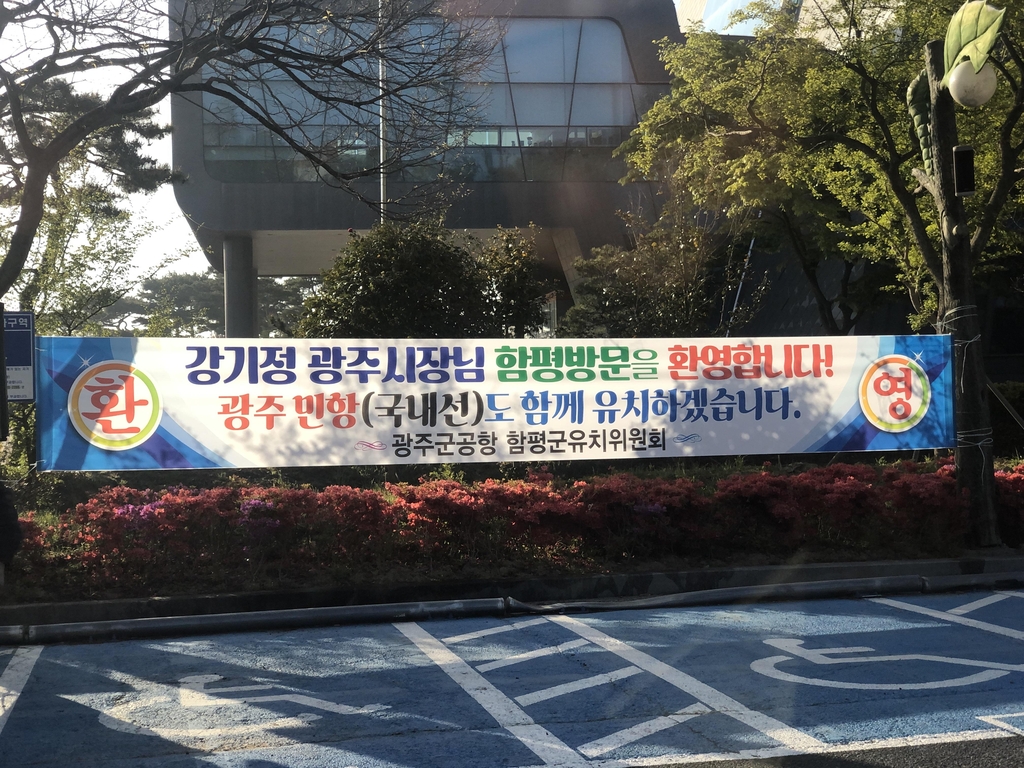 환
강기정 광주시장님 함평방문을 환영합니다!
광주 민항(국내선)도 함께 유치하겠습니다.
광주군공항 함평군유치위원회
영
구역